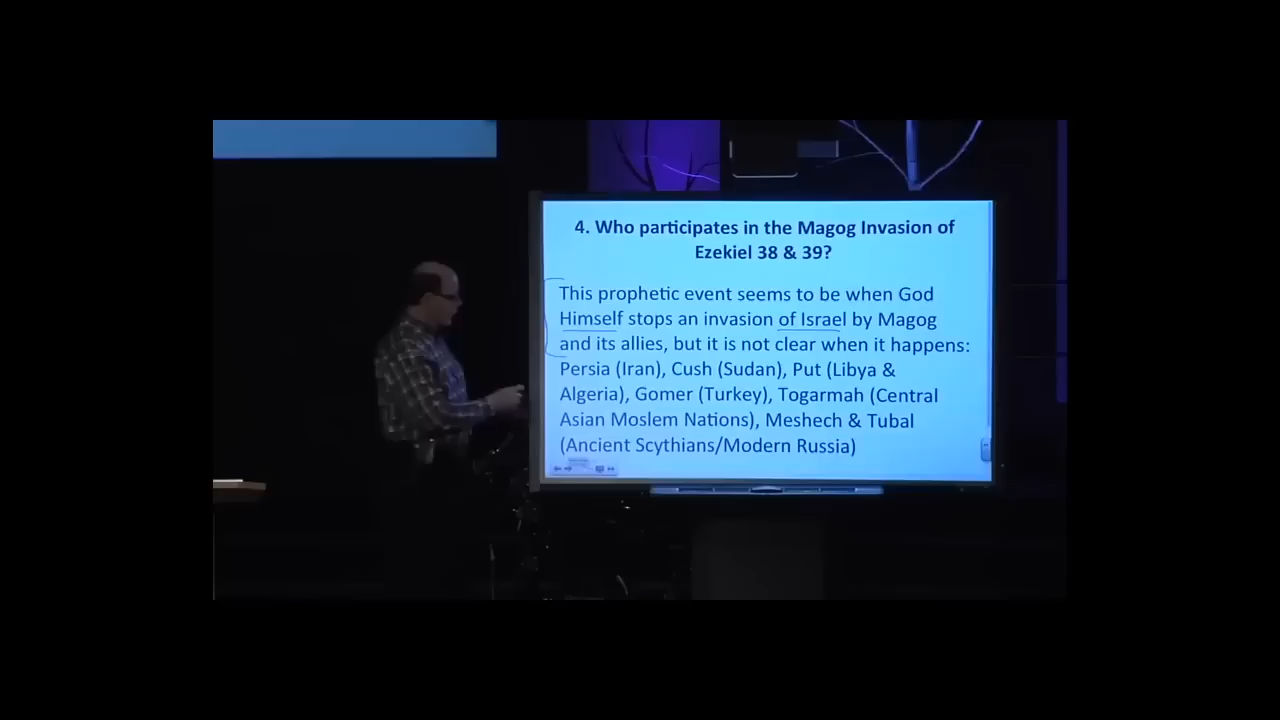 4. Who participates in the Magog Invasion of
Ezekiel 38 & 39?
This prophetic event seems to be when God
Himself stops an invasion of Israel by Magog
and its allies, but it is not clear when it happens:
Persia (Iran), Cush (Sudan), Put (Libya &
Algeria), Gomer (Turkey), Togarmah (Central
Asian Moslem Nations), Meshech & Tubal
(Ancient Scythians/Modern Russia)